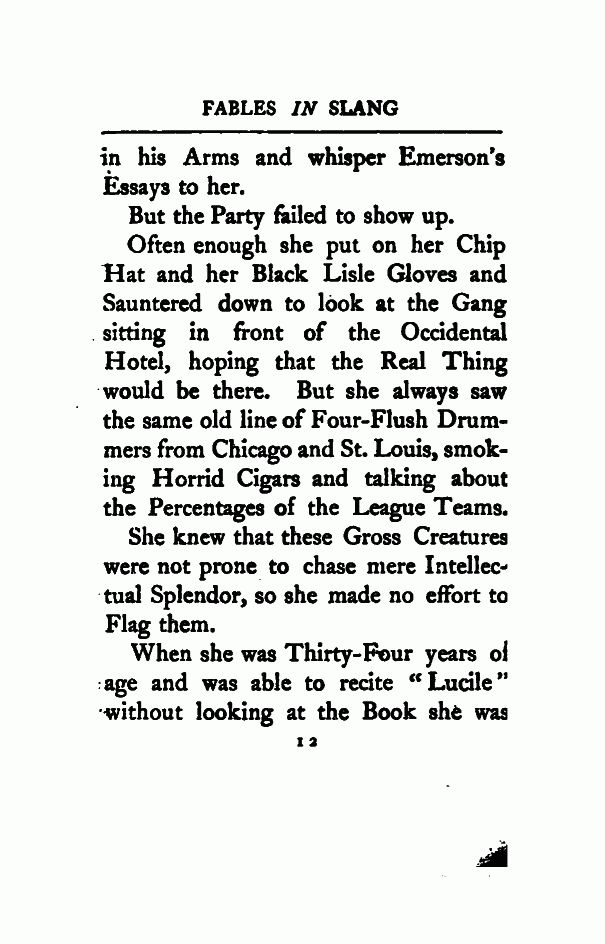 FABLES IN SLANG
in his Arms and whisper Emerson's
Essays to her.
But the Party failed to show up.
Often enough she put on her Chip
Hat and her Black Lisle Gloves and
Sauntered down to look at the Gang
sitting in front of the Occidental
Hotel, hoping that the Real Thing
would be there. But she always saw
the same old line of Four-Flush Drum-
mers from Chicago and St. Louis, smok-
ing Horrid Cigars and talking about
the Percentages of the League Teams.
She knew that these Gross Creatures
were not prone to chase mere Intellec-
tual Splendor, so she made no effort to
Flag them.
When she was Thirty-Four years of
age and was able to recite "Lucile"
without looking at the Book she was
12